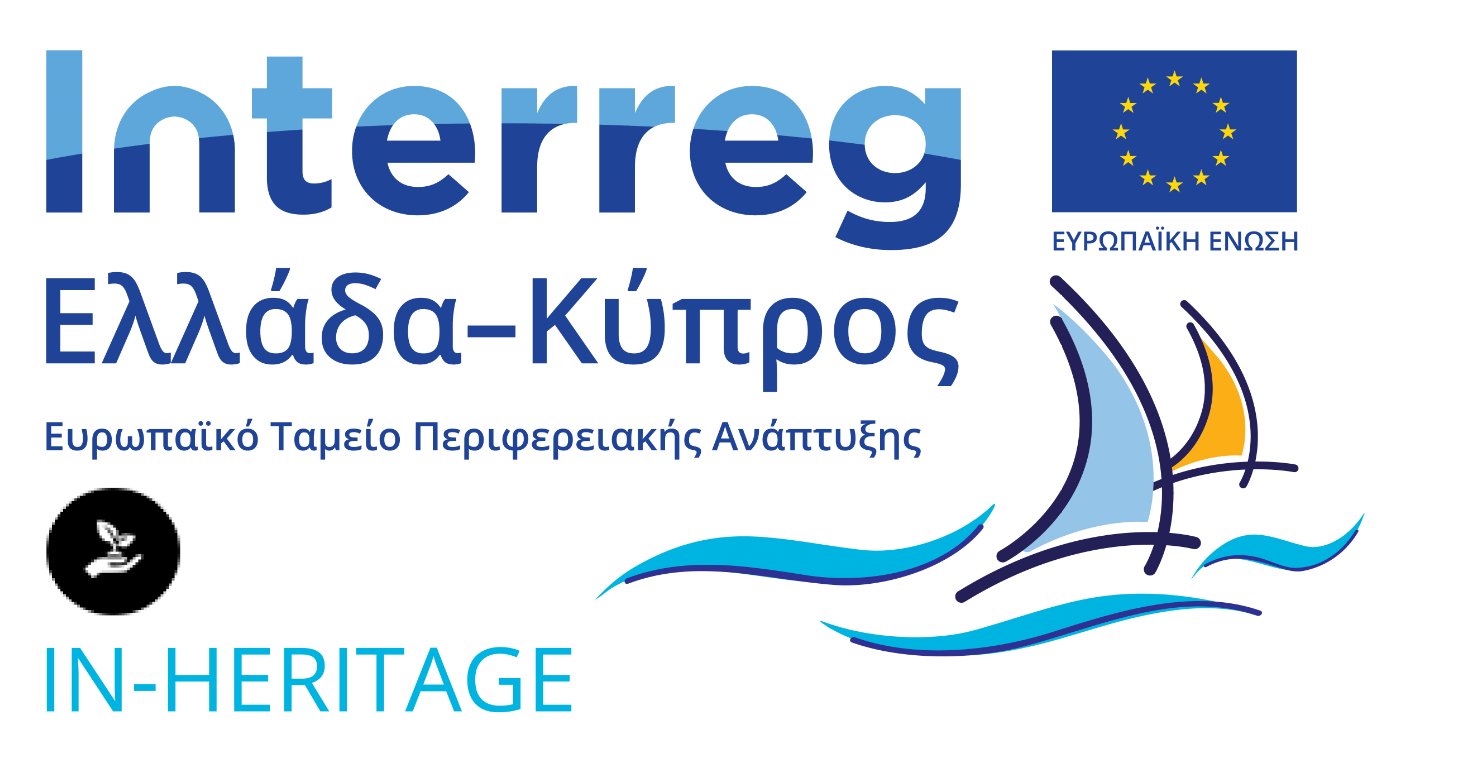 Interreg
ΕΥΡΩΠΑΪΚΗ ΕΝΩΣΗ
Ελλάδα–Κύπρος
Ευρωπαϊκό Ταμείο Περιφερειακής Ανάπτυξης
IN-HERITAGE